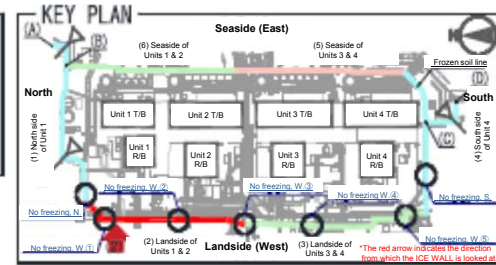 KEY PLAN
Seaside (East)
(A)
(B)
(6) Seaside of
Units 1 & 2
(5) Seaside of
Units 3 & 4
Frozen soil line
(D)
North
South
(1) North side
of Unit 1
Unit 1 T/B
Unit 2 T/B
Unit 3 T/B
Unit 4 T/B
(C)
(4) South side
of Unit 4
Unit 1
R/B
Unit 2
R/B
Unit 3
R/B
Unit 4
R/B
No freezing, W.②
No freezing, W.③
No freezing W.④
No freezing, S.
No freezing, N.
No freezing, W.①
(2)
(2) Landside of
Units 1 & 2
Landside (West)
(3) Landside of
Units 3 & 4
No freezing, W.⑤
*The red arrow indicates the direction
from which the ICE WALL is looked at